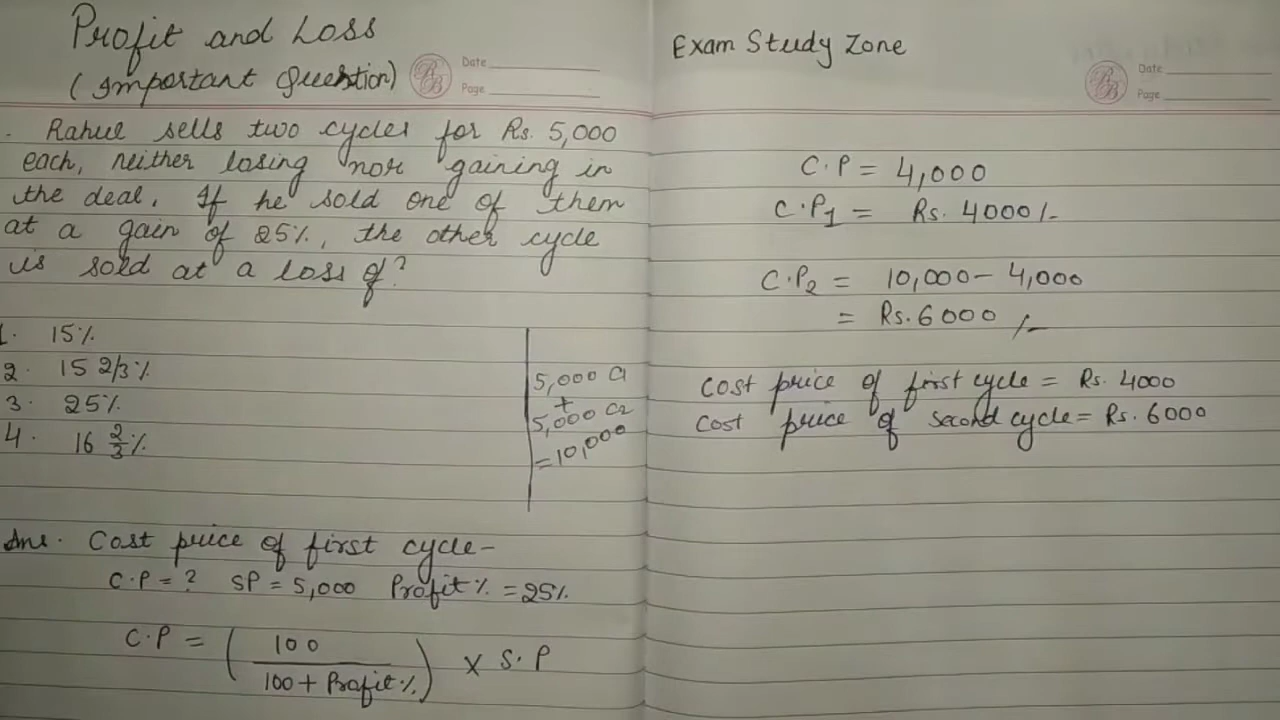 Profit and Loss
(Important Question)
Date
Page
. Rahul sells two cycles for Rs. 5,000
each, neither losing nor gaining in
the deal. If he sold one of them
at a gain of 25%, the other cycle
is sold at a loss of?
1. 15%
2. 15 2/3%
3. 25%
4. 16 2/3%
5,000 C1
+
5,000 C2
=10,000
Ans. Cost price of first cycle-
C.P = ? SP = 5,000 Profit% = 25%
C.P = (100 / 100 + Profit%) × S.P
Exam Study Zone
Date
Page
C.P = 4,000
C.P1 = Rs. 4000/-
C.P2 = 10,000 - 4,000
= Rs. 6000/-
Cost price of first cycle = Rs. 4000
Cost price of second cycle = Rs. 6000